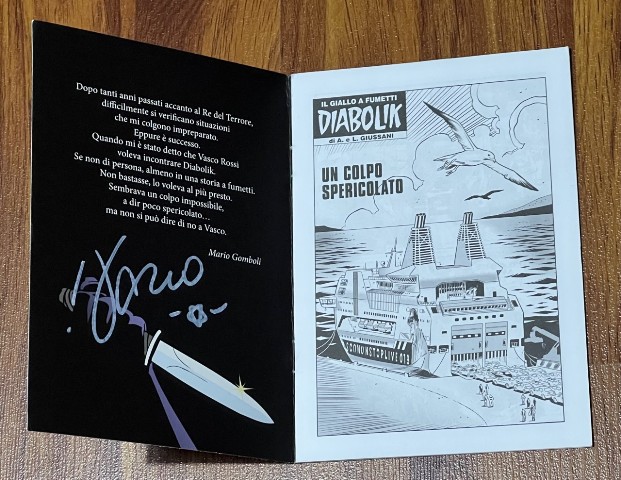 Dopo tanti anni passati accanto al Re del Terrore,
difficilmente si verificano situazioni
che mi colgono impreparato.
Eppure è successo.
Quando mi è stato detto che Vasco Rossi
voleva incontrare Diabolik.
Se non di persona, almeno in una storia a fumetti.
Non bastasse, lo voleva al più presto.
Sembrava un colpo impossibile,
a dir poco spericolato...
ma non si può dire di no a Vasco.
Mario Gomboli
Vasco
IL GIALLO A FUMETTI
DIABOLIK
di A. e L. GIUSSANI
UN COLPO
SPERICOLATO